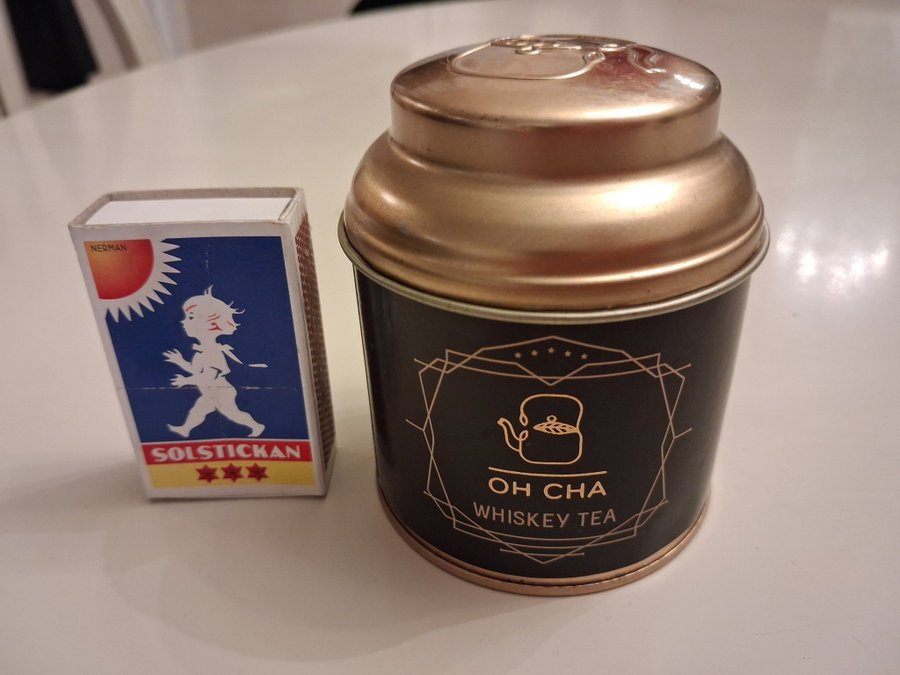 NERMAN
SOLSTICKAN
OH CHA
WHISKEY TEA